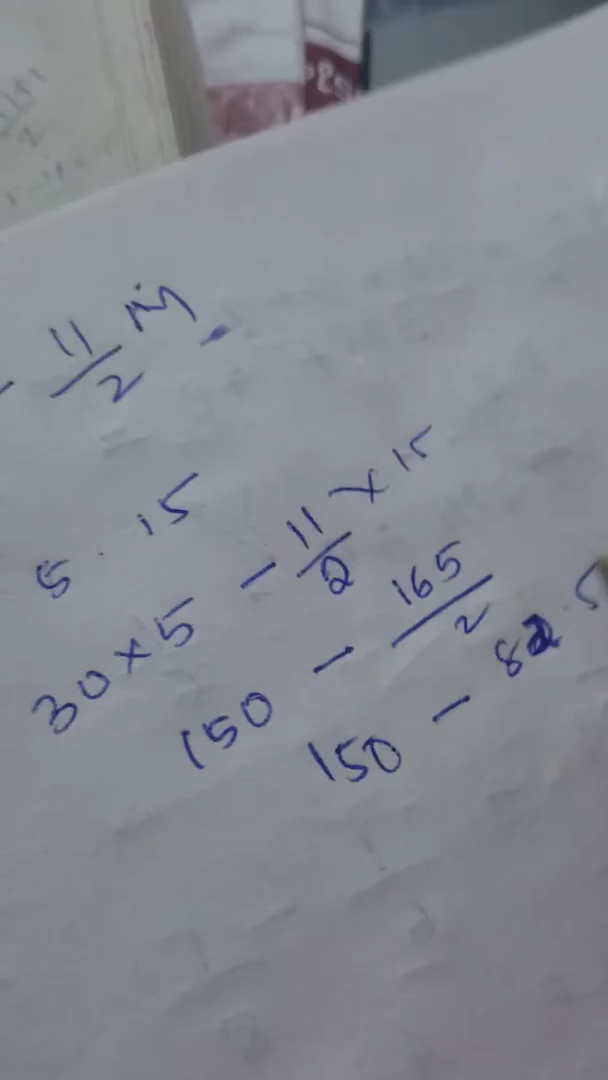 - 11/2
5 . 15
30 × 5 - 11/2 × 15
150 - 165/2
150 - 82.5